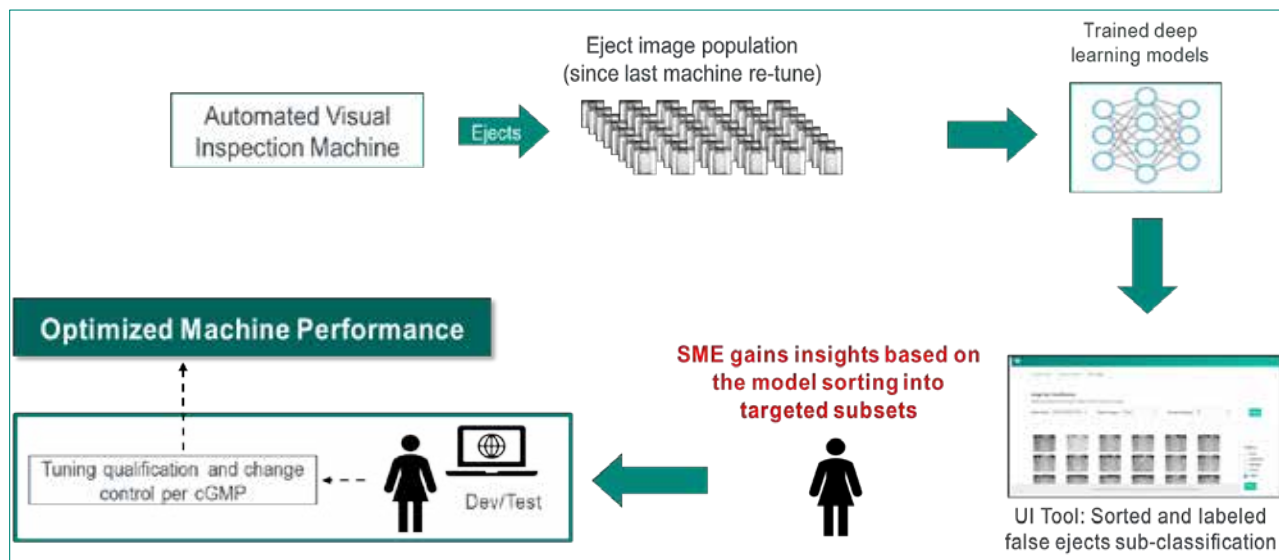 Eject image population
(since last machine re-tune)
Trained deep
learning models
Automated Visual
Inspection Machine
Ejects
Optimized Machine Performance
SME gains insights based on
the model sorting into
targeted subsets
Tuning qualification and change
control per cGMP
Dev/Test
UI Tool: Sorted and labeled
false ejects sub-classification